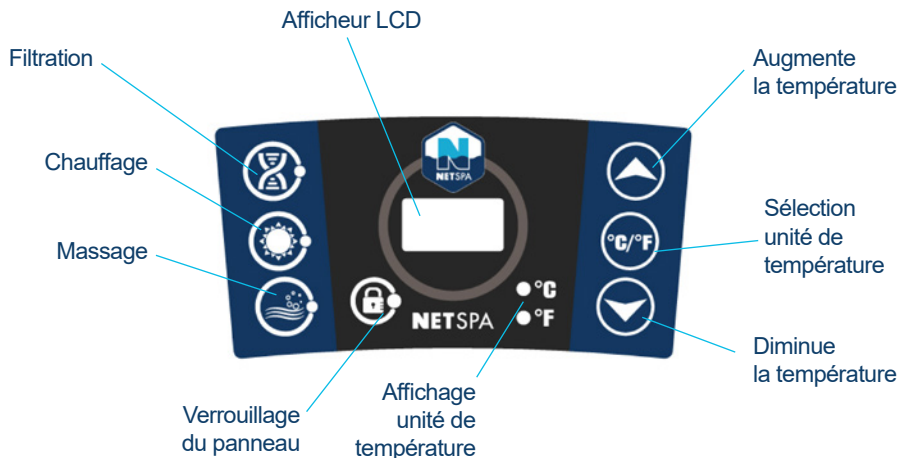 Afficheur LCD
Filtration
Augmente
la température
Chauffage
Massage
N
NETSPA
°C/°F
Sélection
unité de
température
°C
°F
NETSPA
Diminue
la température
Verrouillage
du panneau
Affichage
unité de
température